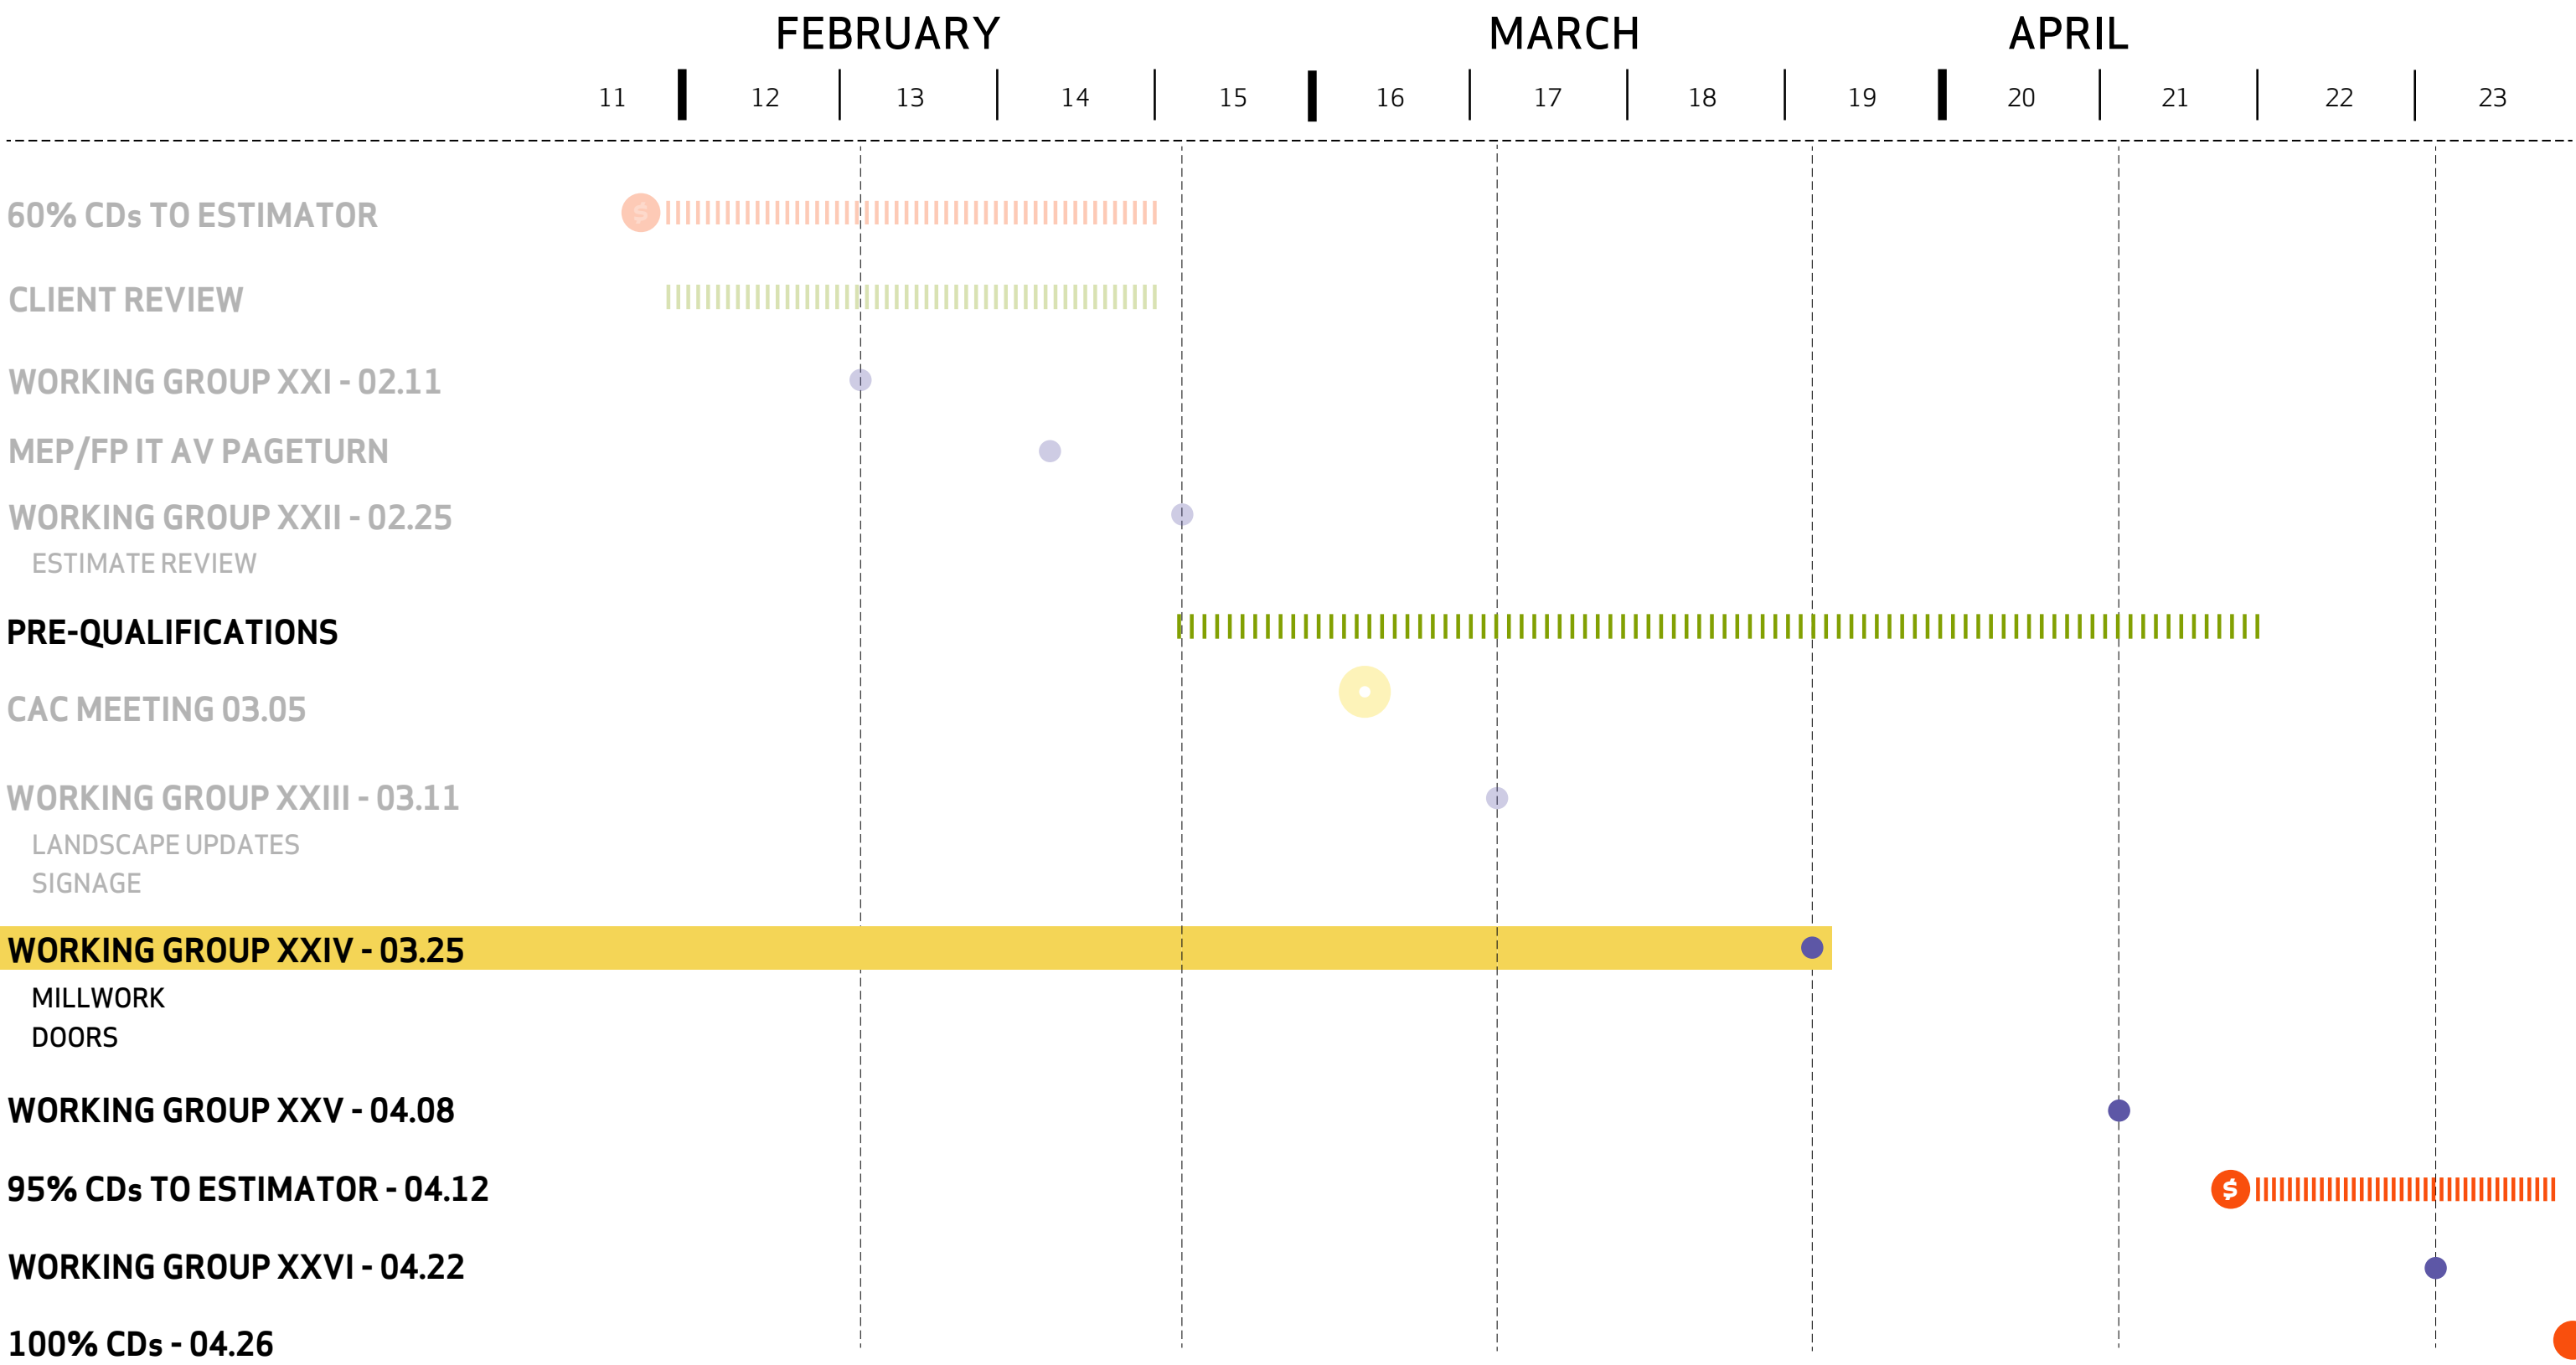 FEBRUARY MARCH APRIL
11 12 13 14 15 16 17 18 19 20 21 22 23
60% CDs TO ESTIMATOR
$
CLIENT REVIEW
WORKING GROUP XXI - 02.11
MEP/FP IT AV PAGETURN
WORKING GROUP XXII - 02.25
ESTIMATE REVIEW
PRE-QUALIFICATIONS
CAC MEETING 03.05
WORKING GROUP XXIII - 03.11
LANDSCAPE UPDATES
SIGNAGE
WORKING GROUP XXIV - 03.25
MILLWORK
DOORS
WORKING GROUP XXV - 04.08
95% CDs TO ESTIMATOR - 04.12
$
WORKING GROUP XXVI - 04.22
100% CDs - 04.26